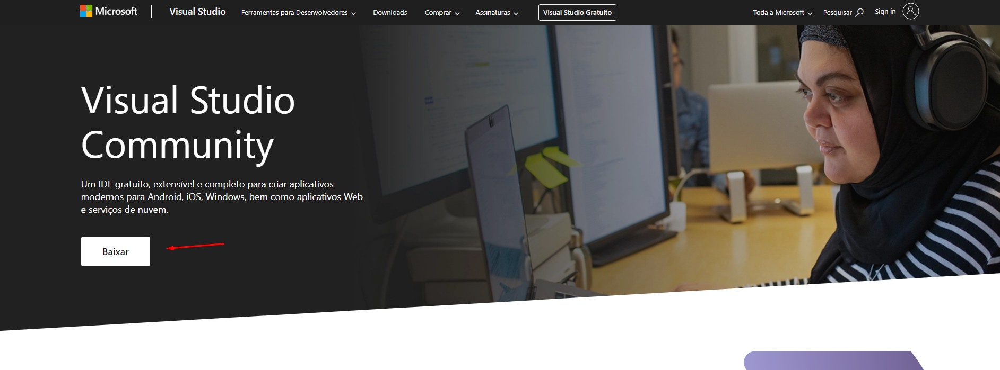 Microsoft Visual Studio Ferramentas para Desenvolvedores Downloads Comprar Assinaturas Visual Studio Gratuito Toda a Microsoft Pesquisar Sign in
Visual Studio
Community
Um IDE gratuito, extensível e completo para criar aplicativos
modernos para Android, iOS, Windows, bem como aplicativos Web
e serviços de nuvem.
Baixar